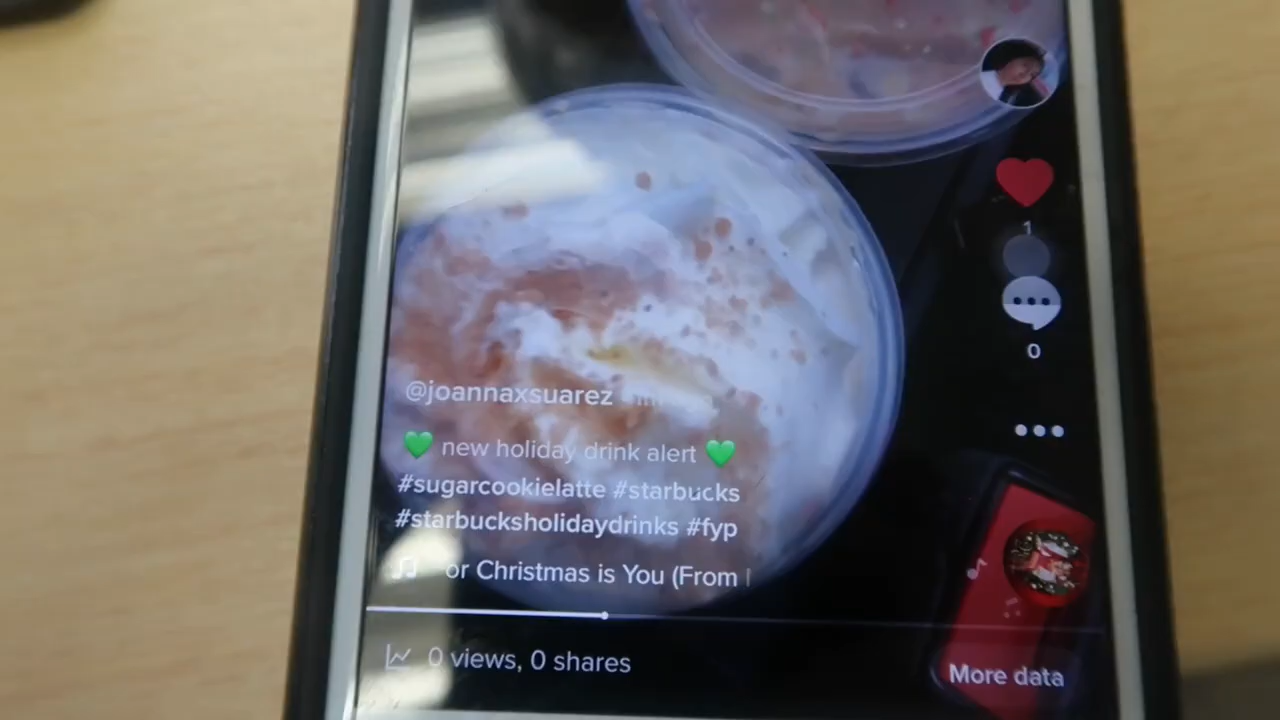 1
0
@joannaxsuarez
💚 new holiday drink alert 💚
#sugarcookielatte #starbucks
#starbucksholidaydrinks #fyp
or Christmas is You (From
0 views, 0 shares
More data